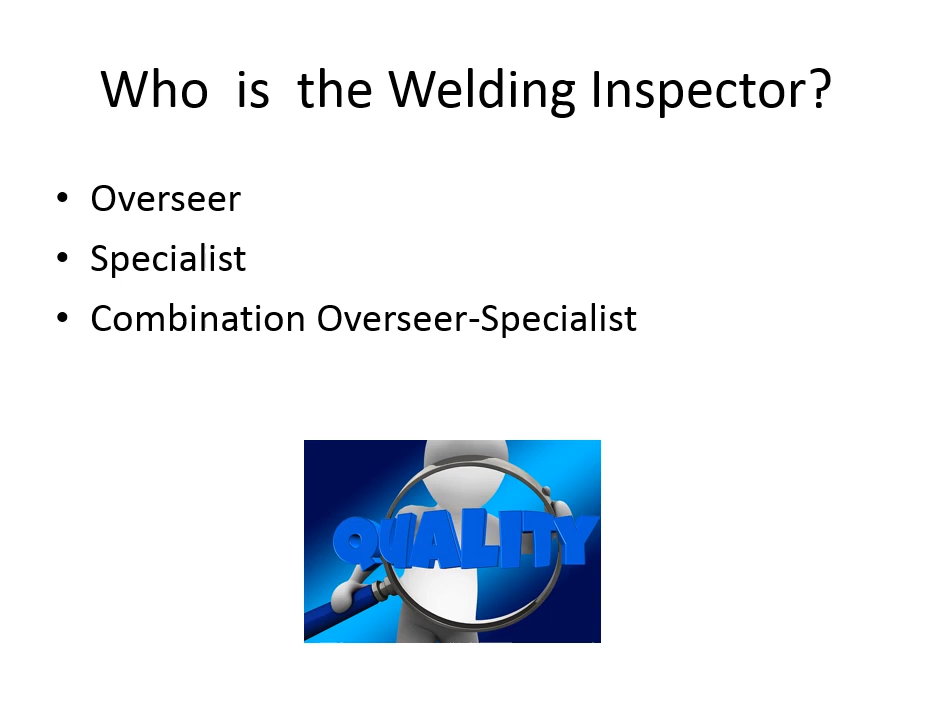 Who is the Welding Inspector?
• Overseer
• Specialist
• Combination Overseer-Specialist
QUALITY